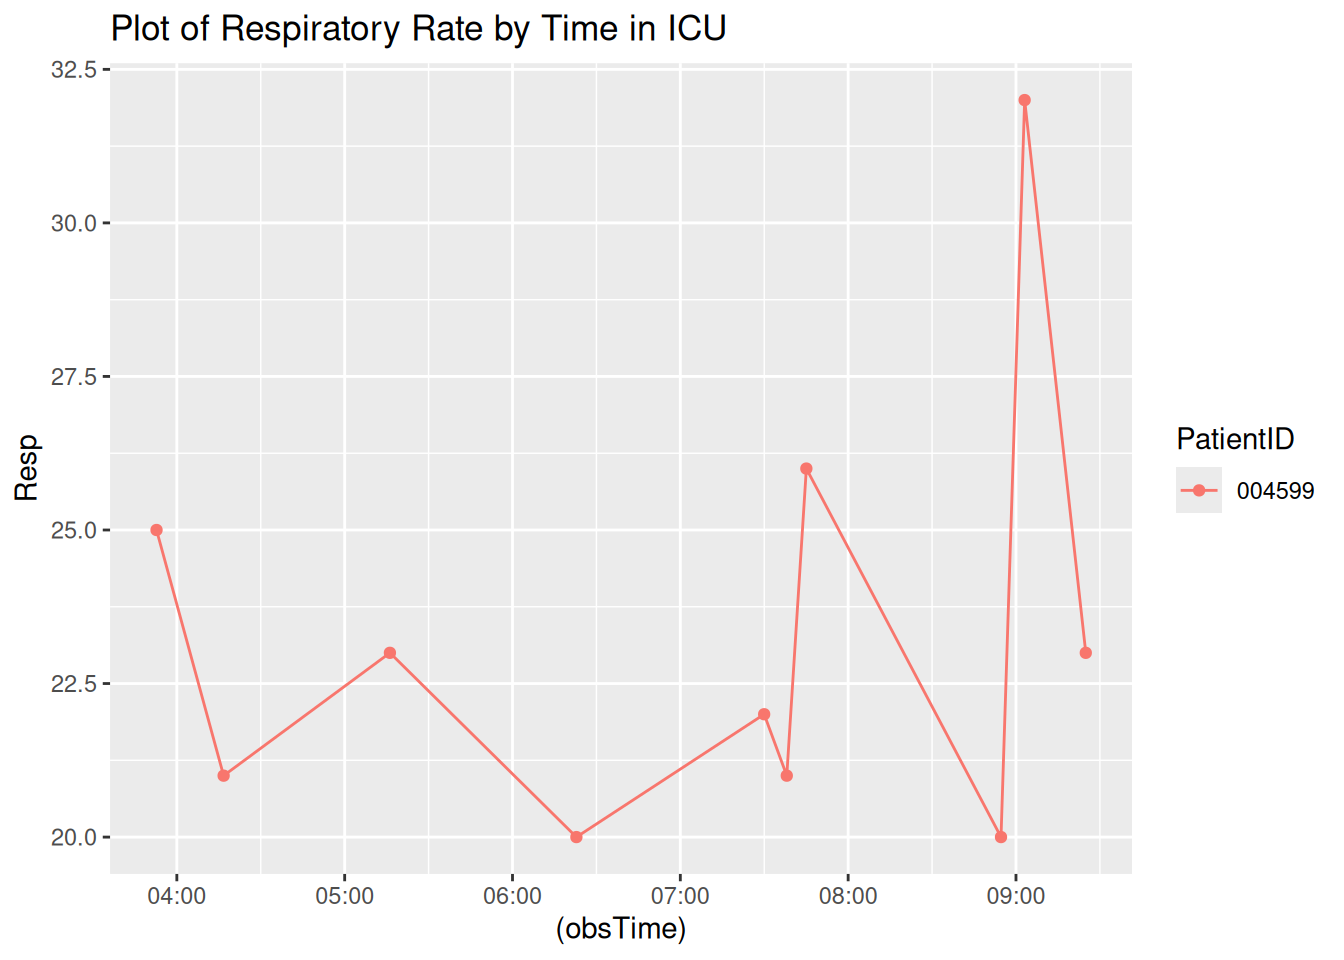 Plot of Respiratory Rate by Time in ICU
32.5
30.0
27.5
25.0
22.5
20.0
Resp
04:00 05:00 06:00 07:00 08:00 09:00
(obsTime)
PatientID
004599